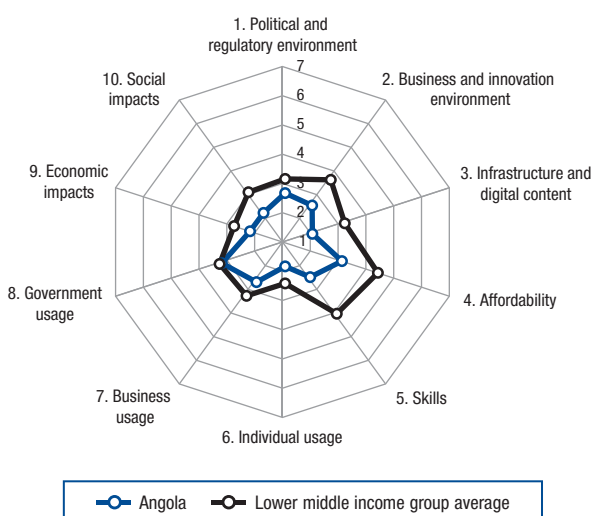 1. Political and
regulatory environment
2. Business and innovation
environment
3. Infrastructure and
digital content
4. Affordability
5. Skills
6. Individual usage
7. Business
usage
8. Government
usage
9. Economic
impacts
10. Social
impacts
7
6
5
4
3
2
1
Angola
Lower middle income group average